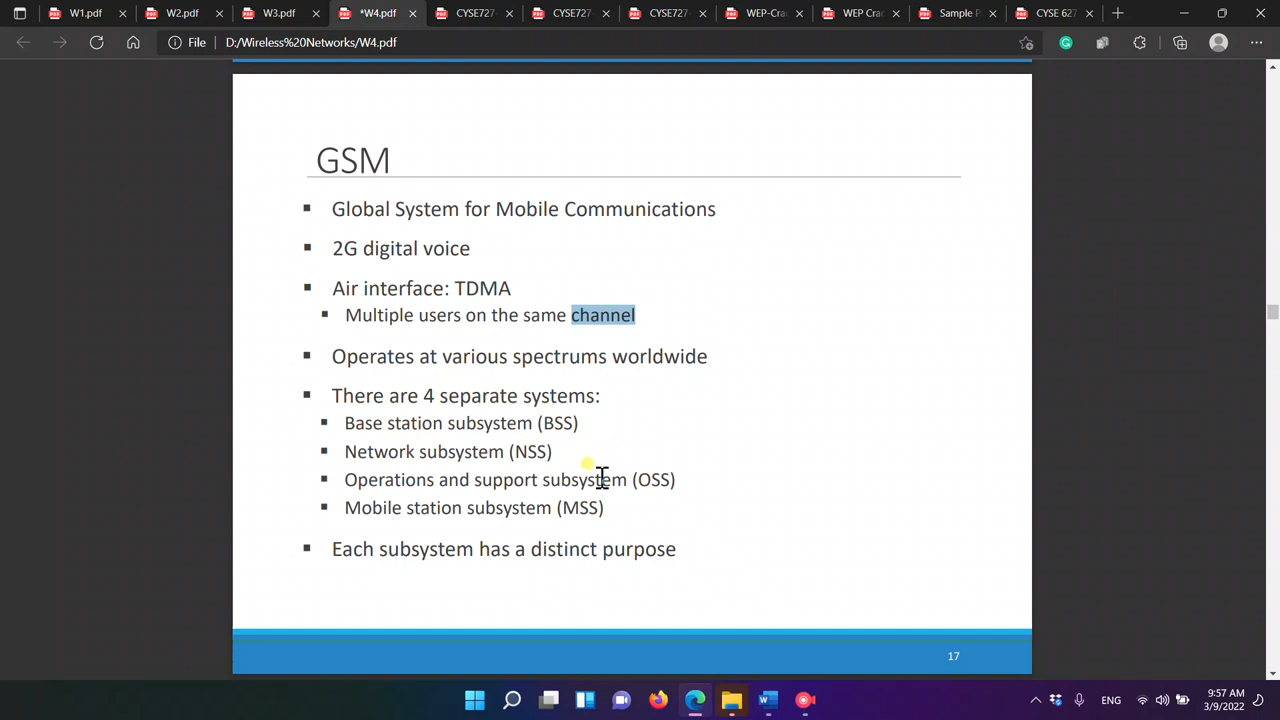 W1.pdf
W2.pdf
W3.pdf
*W4.pdf
CYSE727
CYSE727
CYSE727
WEP-Cra
WEP Crac
Sample P
CYSE 627
File
D:/Wireless%20Networks/W4.pdf
GSM
Global System for Mobile Communications
2G digital voice
Air interface: TDMA
Multiple users on the same channel
Operates at various spectrums worldwide
There are 4 separate systems:
Base station subsystem (BSS)
Network subsystem (NSS)
Operations and support subsystem (OSS)
Mobile station subsystem (MSS)
Each subsystem has a distinct purpose
17
ENG
9:57 AM
3/9/2022